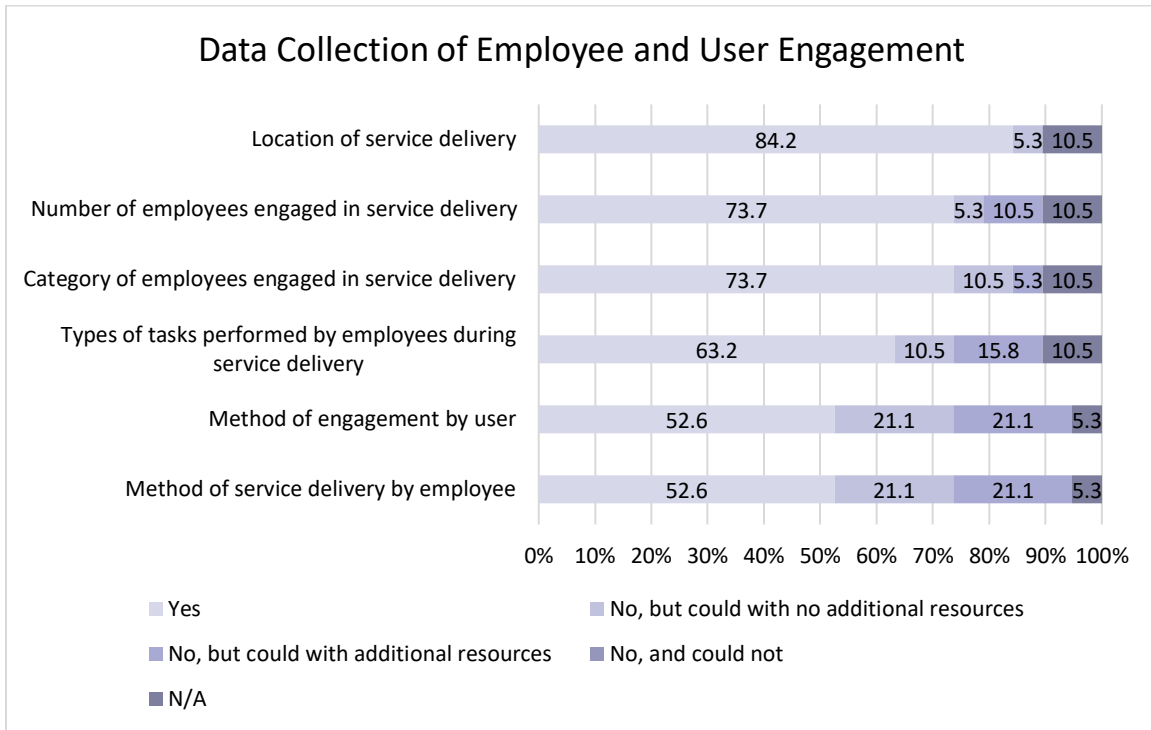 Data Collection of Employee and User Engagement
Location of service delivery
84.2 5.3 10.5
Number of employees engaged in service delivery
73.7 5.3 10.5 10.5
Category of employees engaged in service delivery
73.7 10.5 5.3 10.5
Types of tasks performed by employees during
service delivery
63.2 10.5 15.8 10.5
Method of engagement by user
52.6 21.1 21.1 5.3
Method of service delivery by employee
52.6 21.1 21.1 5.3
0% 10% 20% 30% 40% 50% 60% 70% 80% 90% 100%
Yes
No, but could with no additional resources
No, but could with additional resources
No, and could not
N/A